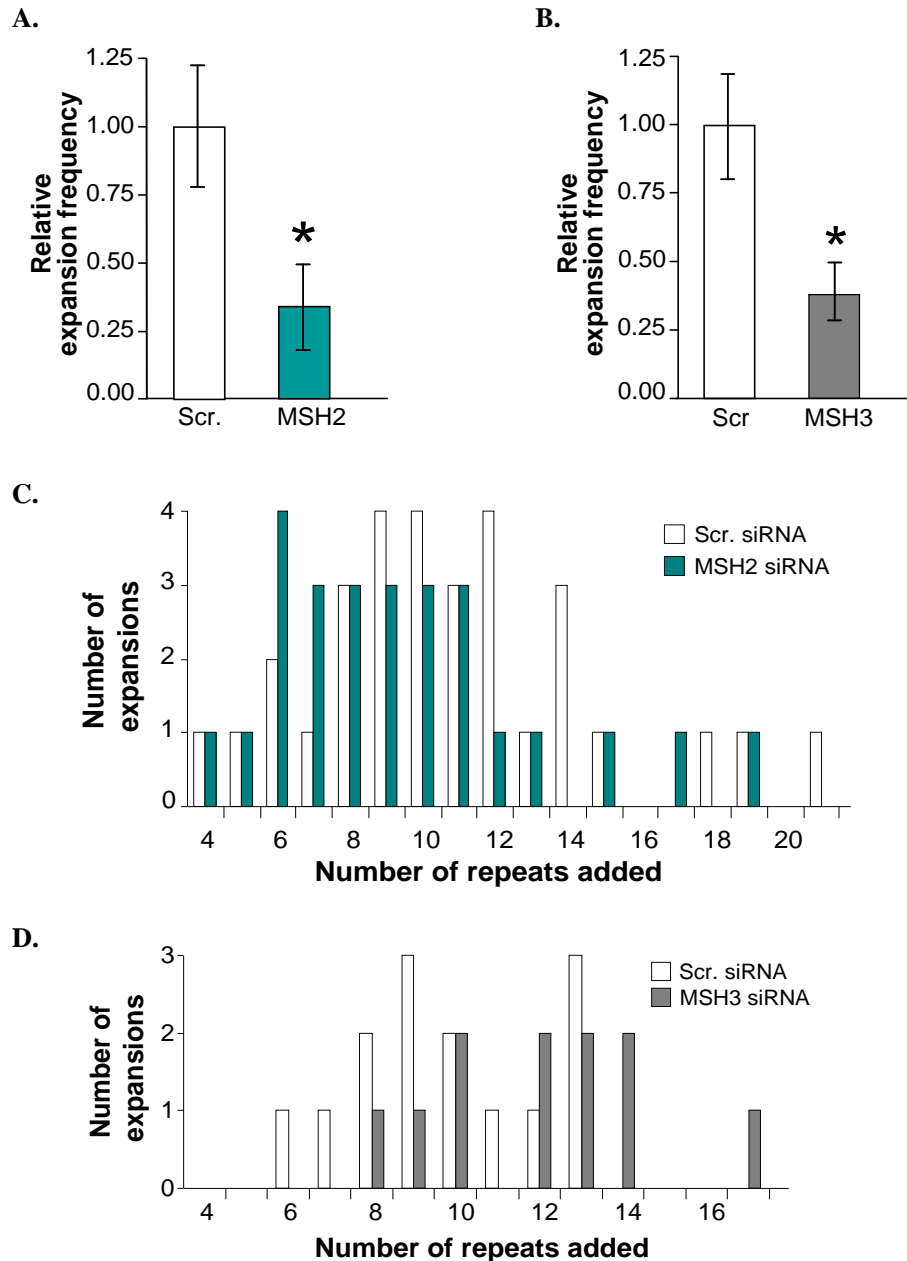 A.
Relative
expansion frequency
1.25
1.00
0.75
0.50
0.25
0.00
*
Scr.
MSH2
B.
Relative
expansion frequency
1.25
1.00
0.75
0.50
0.25
0.00
*
Scr
MSH3
C.
Number of
expansions
4
3
2
1
0
Scr. siRNA
MSH2 siRNA
4 6 8 10 12 14 16 18 20
Number of repeats added
D.
Number of
expansions
3
2
1
0
Scr. siRNA
MSH3 siRNA
4 6 8 10 12 14 16
Number of repeats added